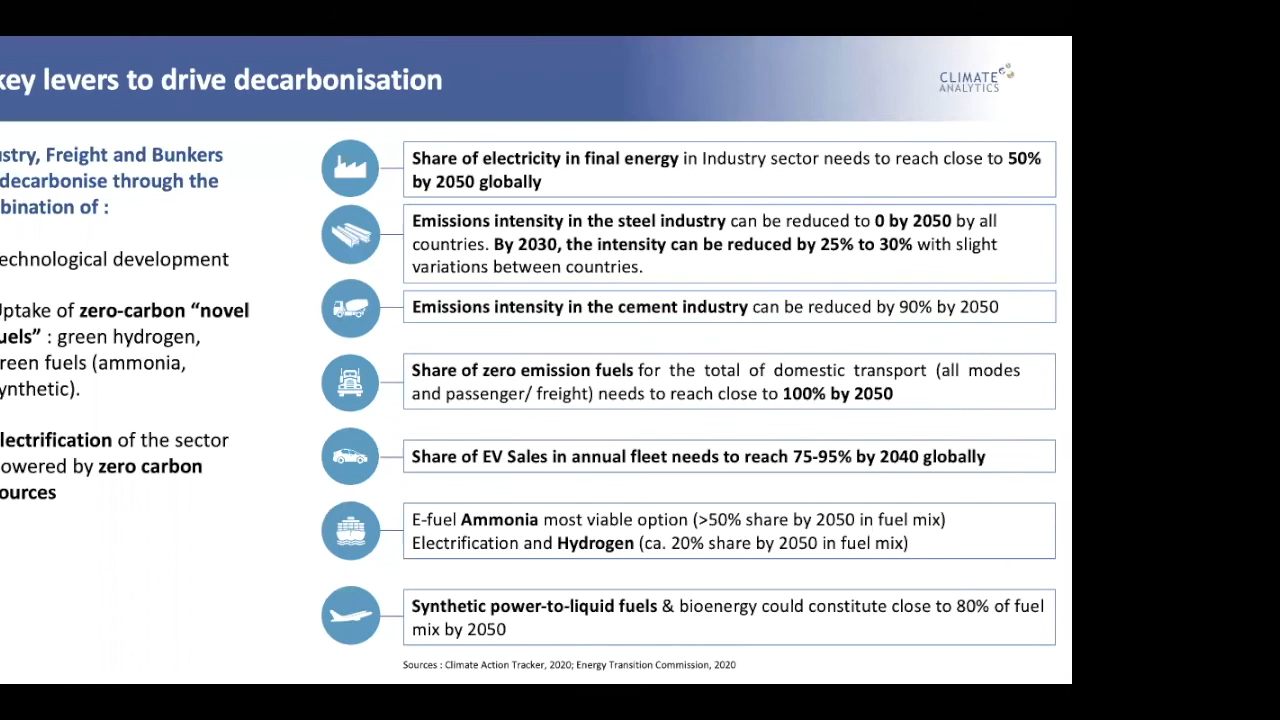 key levers to drive decarbonisation
CLIMATE
ANALYTICS
ustry, Freight and Bunkers
decarbonise through the
bination of :
echnological development
Uptake of zero-carbon “novel
uels” : green hydrogen,
reen fuels (ammonia,
ynthetic).
lectrification of the sector
owered by zero carbon
ources
Share of electricity in final energy in Industry sector needs to reach close to 50%
by 2050 globally
Emissions intensity in the steel industry can be reduced to 0 by 2050 by all
countries. By 2030, the intensity can be reduced by 25% to 30% with slight
variations between countries.
Emissions intensity in the cement industry can be reduced by 90% by 2050
Share of zero emission fuels for the total of domestic transport (all modes
and passenger/ freight) needs to reach close to 100% by 2050
Share of EV Sales in annual fleet needs to reach 75-95% by 2040 globally
E-fuel Ammonia most viable option (>50% share by 2050 in fuel mix)
Electrification and Hydrogen (ca. 20% share by 2050 in fuel mix)
Synthetic power-to-liquid fuels & bioenergy could constitute close to 80% of fuel
mix by 2050
Sources : Climate Action Tracker, 2020; Energy Transition Commission, 2020